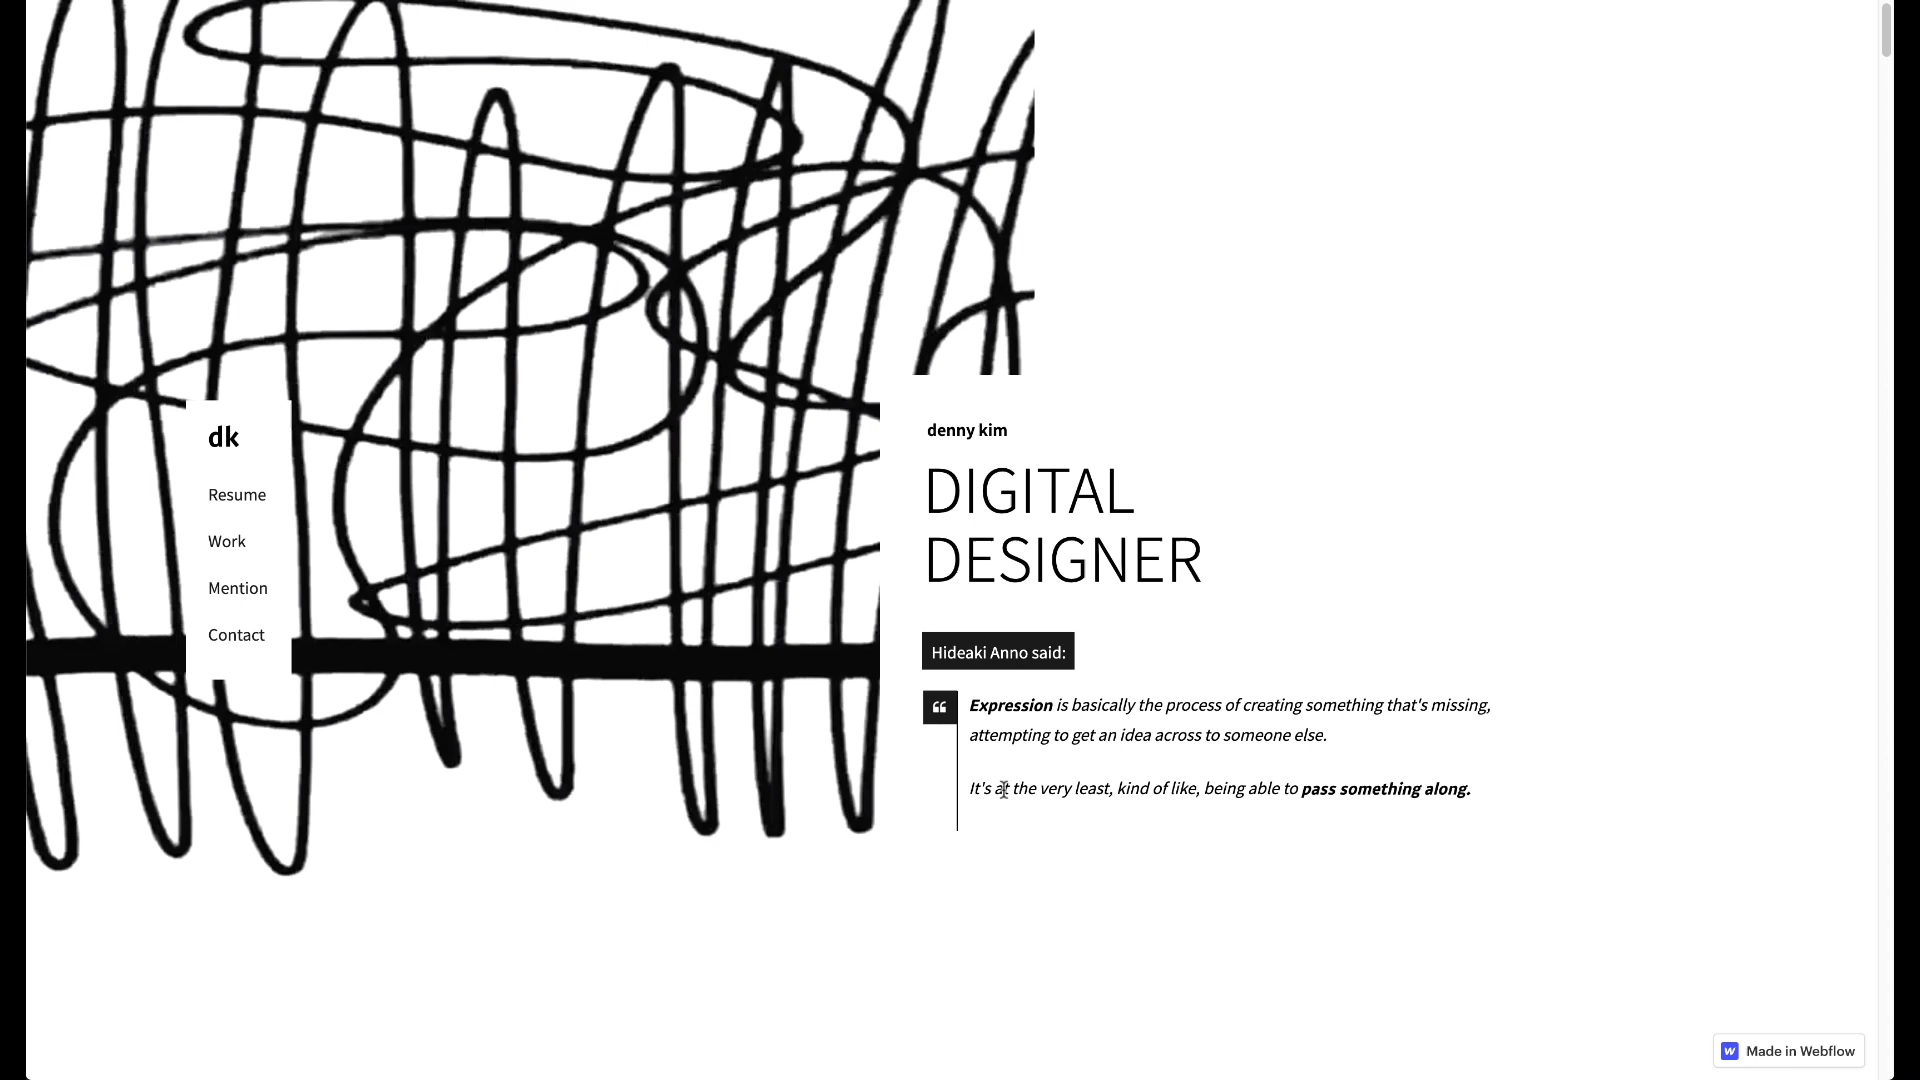 dk
Resume
Work
Mention
Contact
denny kim
DIGITAL
DESIGNER
Hideaki Anno said:
Expression is basically the process of creating something that's missing,
attempting to get an idea across to someone else.
It's at the very least, kind of like, being able to pass something along.
Made in Webflow